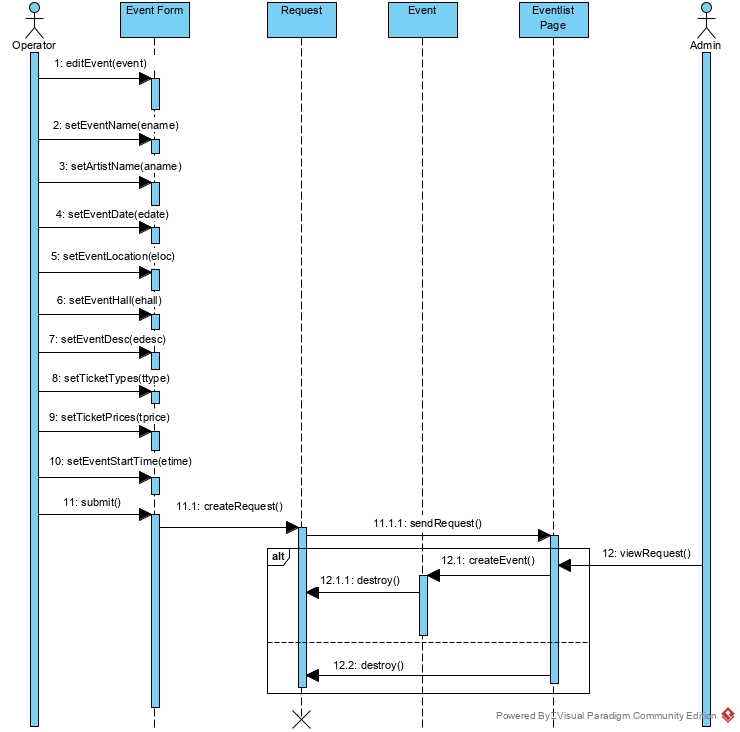 Event Form
Request
Event
Eventlist
Page
Operator
Admin
1: editEvent(event)
2: setEventName(ename)
3: setArtistName(aname)
4: setEventDate(edate)
5: setEventLocation(eloc)
6: setEventHall(ehall)
7: setEventDesc(edesc)
8: setTicketTypes(ttype)
9: setTicketPrices(tprice)
10: setEventStartTime(etime)
11: submit()
11.1: createRequest()
11.1.1: sendRequest()
alt
12: viewRequest()
12.1: createEvent()
12.1.1: destroy()
12.2: destroy()
Powered By Visual Paradigm Community Edition